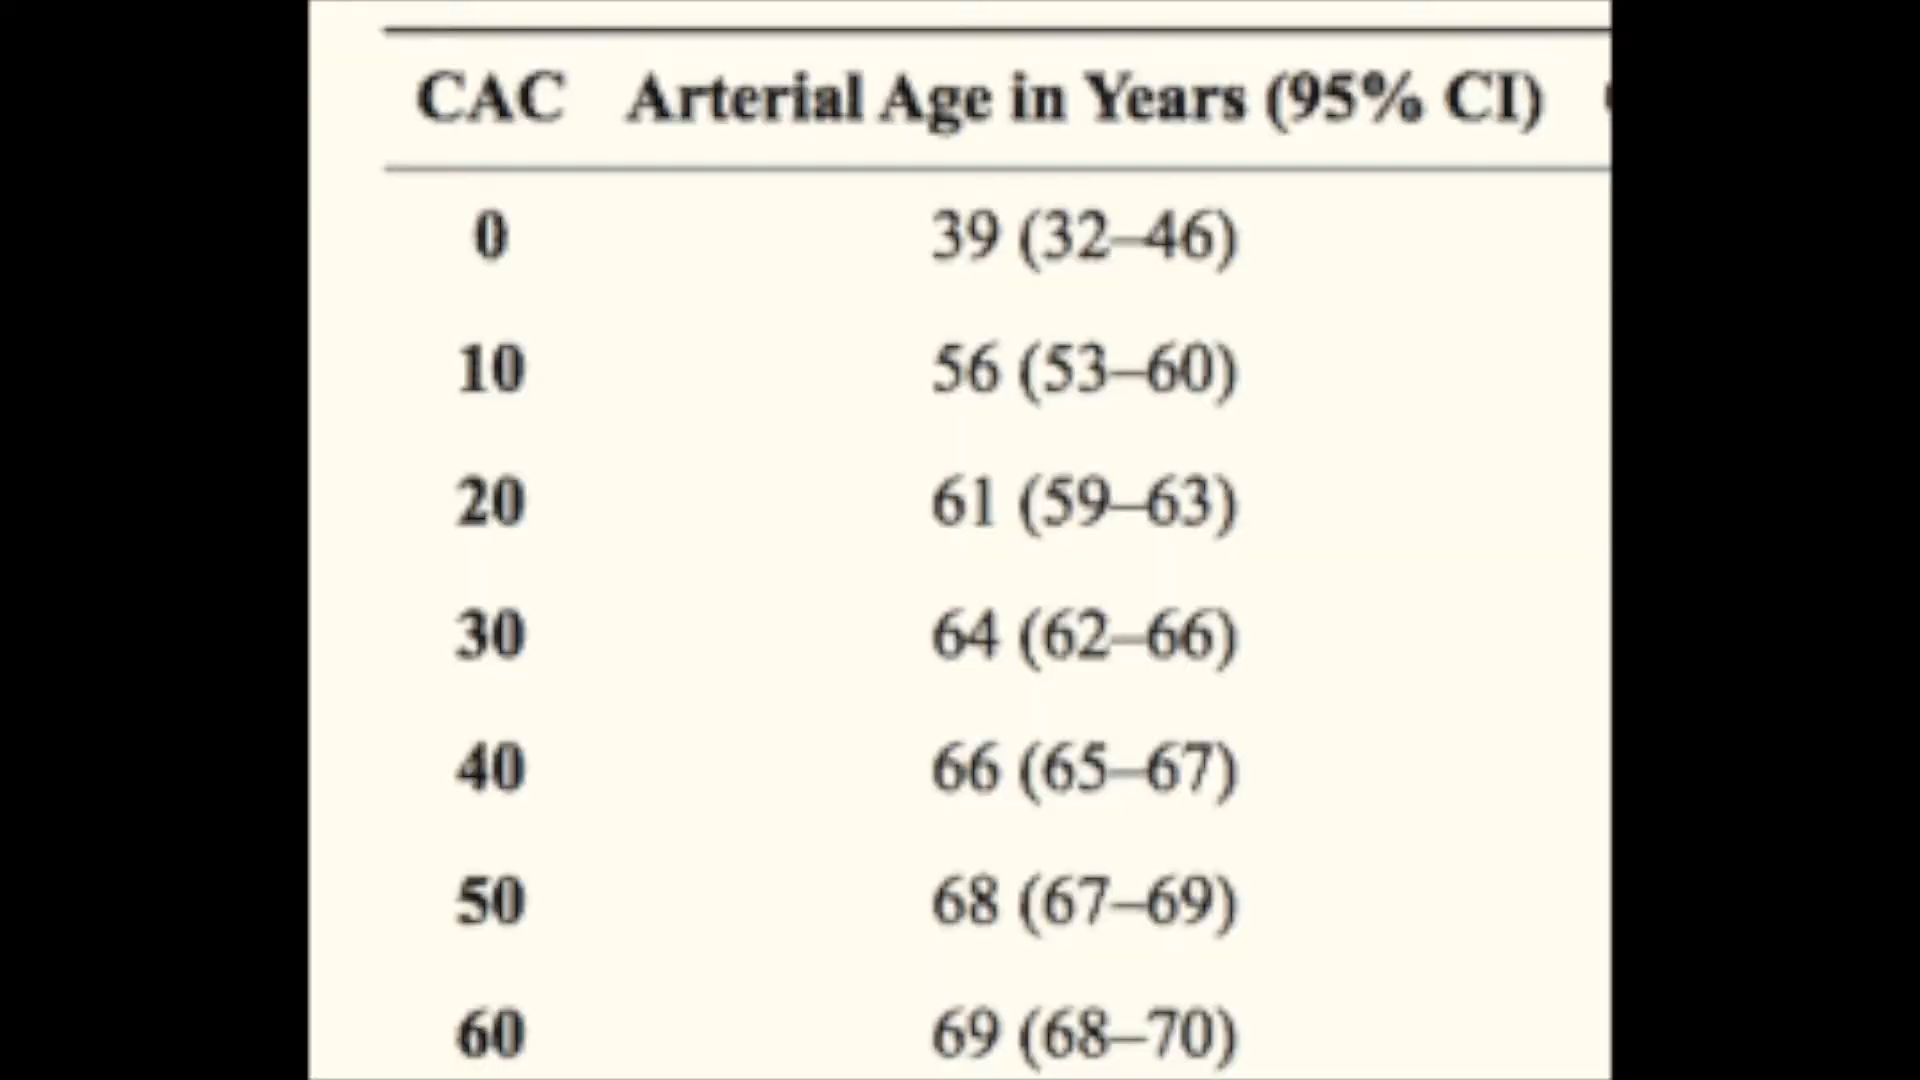 CAC Arterial Age in Years (95% CI)
0 39 (32–46)
10 56 (53–60)
20 61 (59–63)
30 64 (62–66)
40 66 (65–67)
50 68 (67–69)
60 69 (68–70)